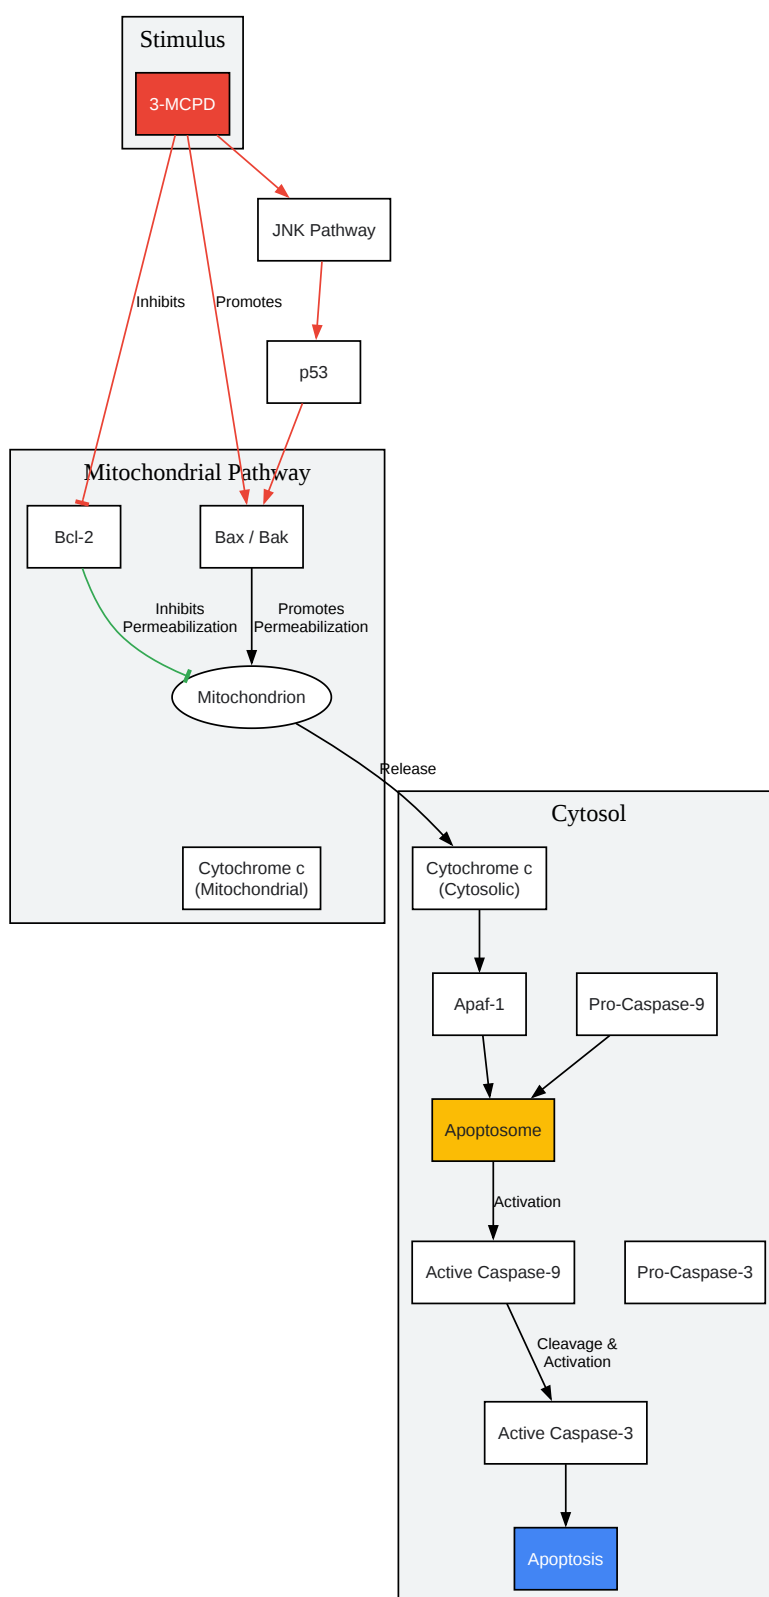 Stimulus
3-MCPD
JNK Pathway
Inhibits
Promotes
p53
Mitochondrial Pathway
Bcl-2
Bax / Bak
Inhibits
Permeabilization
Promotes
Permeabilization
Mitochondrion
Release
Cytosol
Cytochrome c
(Mitochondrial)
Cytochrome c
(Cytosolic)
Apaf-1
Pro-Caspase-9
Apoptosome
Activation
Active Caspase-9
Pro-Caspase-3
Cleavage &
Activation
Active Caspase-3
Apoptosis